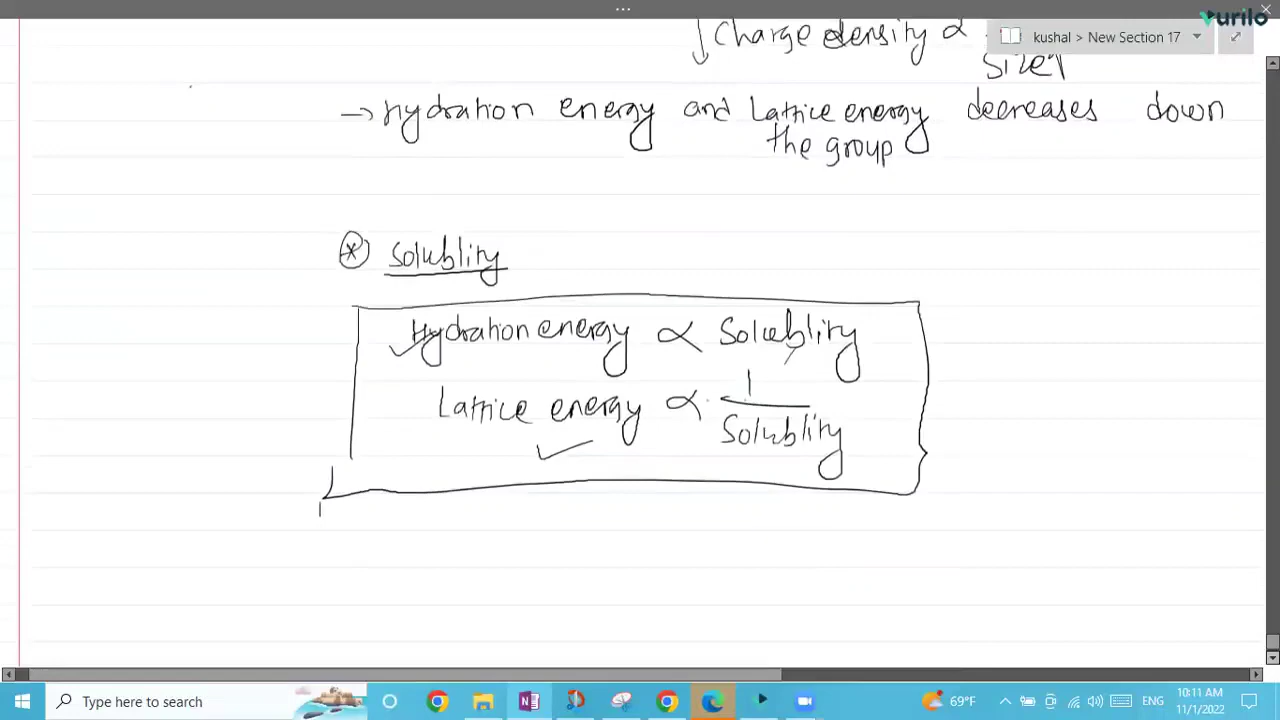 ...
Yurilo
↓ Charge density ∝
kushal > New Section 17
Size↑
→ Hydration energy and Lattice energy decreases down
the group
* Solublity
Hydration energy ∝ Solublity
Lattice energy ∝ 1
Solublity
Type here to search
69°F
ENG
10:11 AM
11/1/2022